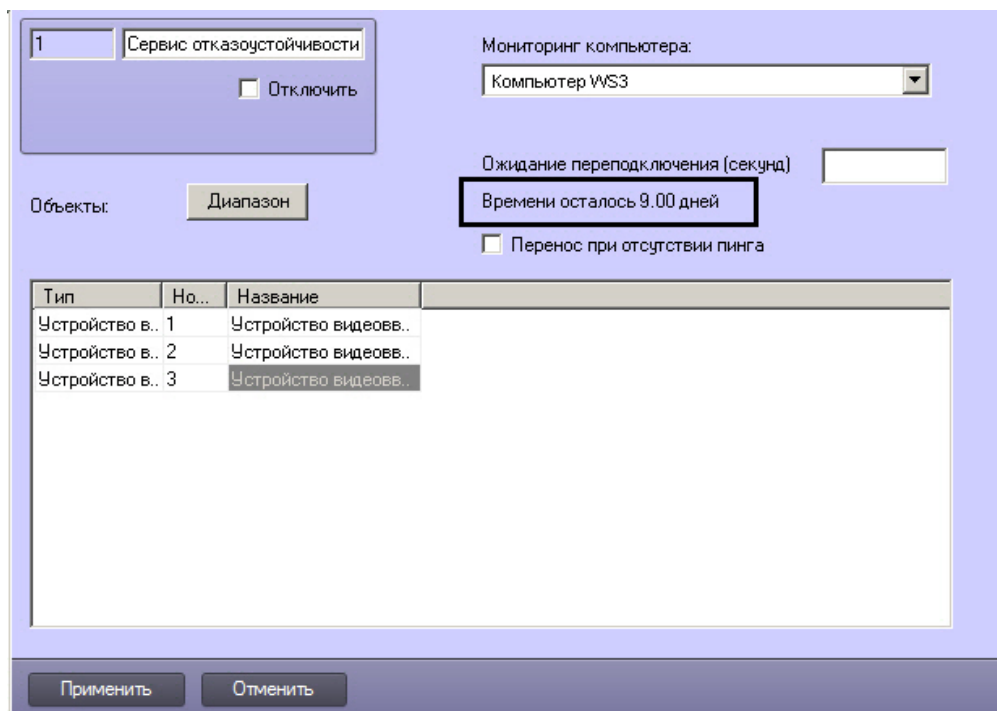 1 Сервис отказоустойчивости
Отключить
Мониторинг компьютера:
Компьютер WS3
Ожидание переподключения (секунд)
Объекты: Диапазон
Времени осталось 9.00 дней
Перенос при отсутствии пинга
Тип Но... Название
Устройство в.. 1 Устройство видеовв..
Устройство в.. 2 Устройство видеовв..
Устройство в.. 3 Устройство видеовв..
Применить Отменить